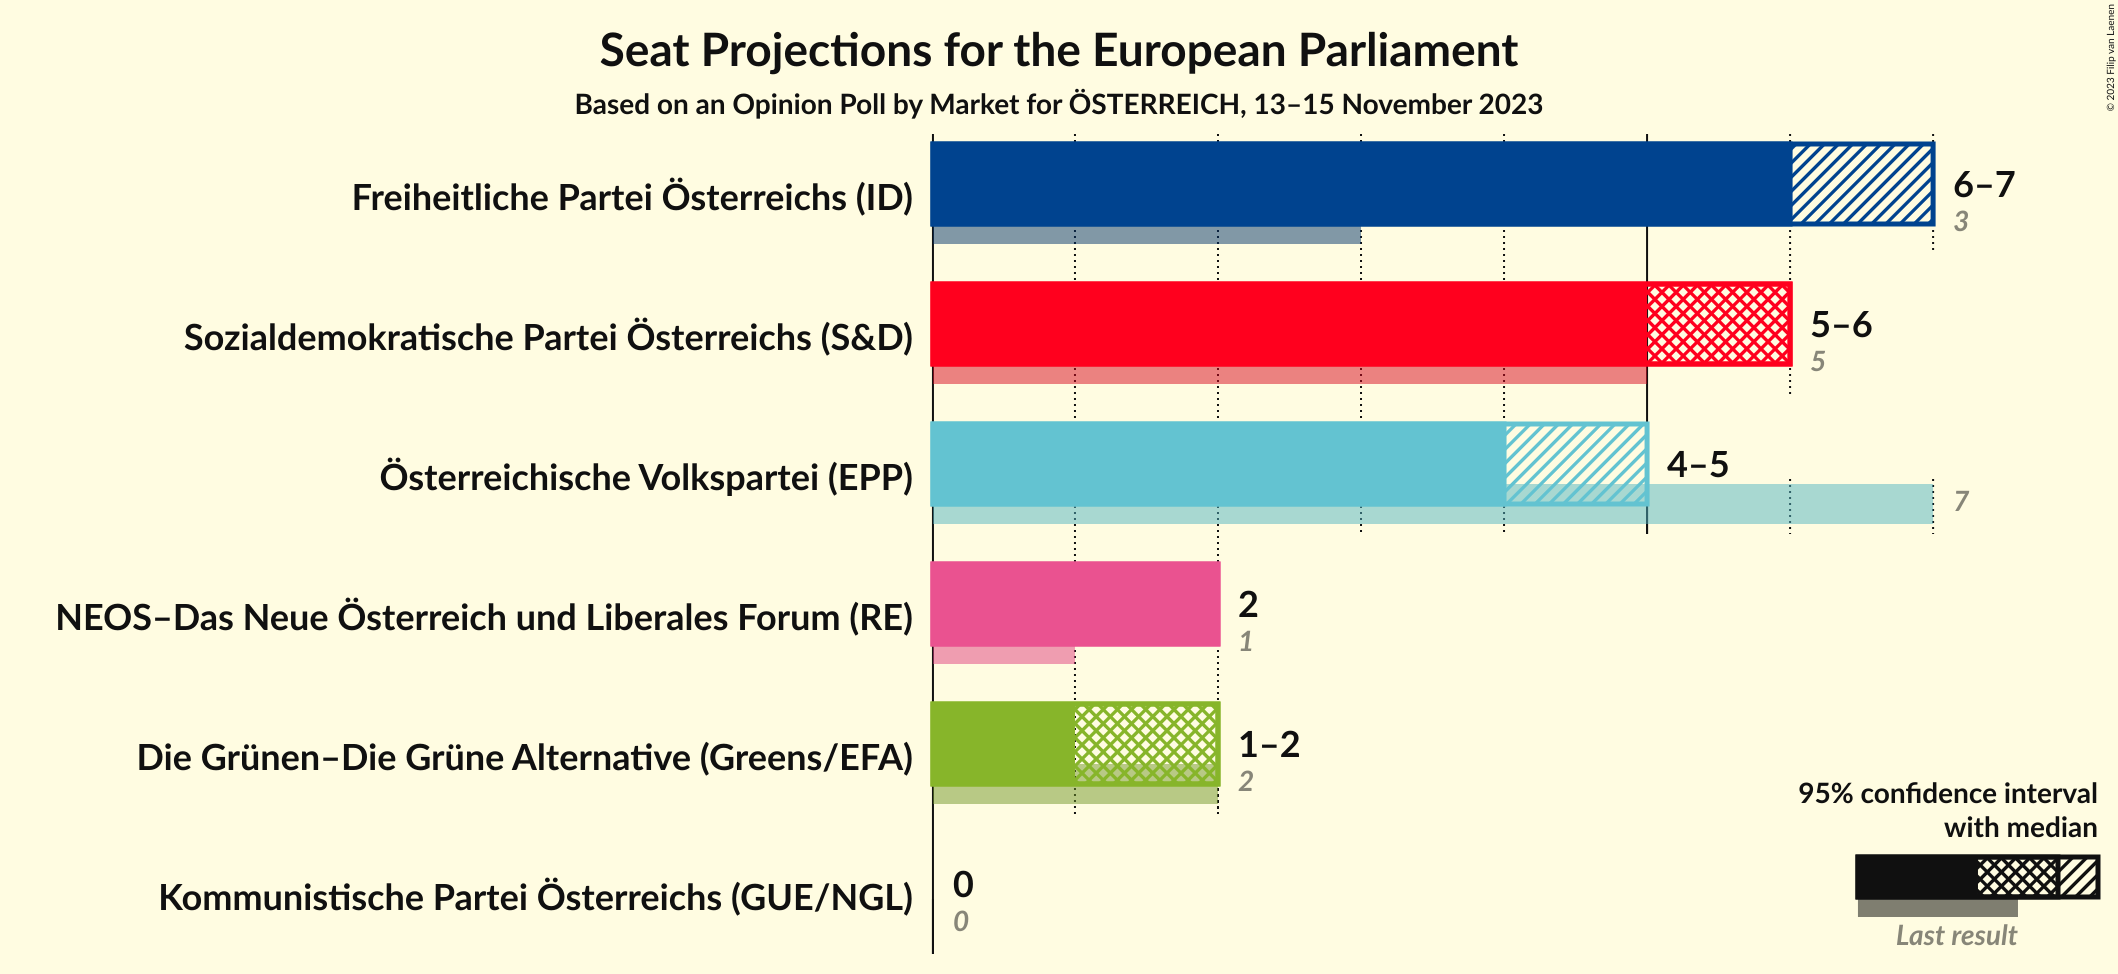 Seat Projections for the European Parliament
Based on an Opinion Poll by Market for ÖSTERREICH, 13–15 November 2023
© 2023 Filip van Laenen
Freiheitliche Partei Österreichs (ID)
6–7
3
Sozialdemokratische Partei Österreichs (S&D)
5–6
5
Österreichische Volkspartei (EPP)
4–5
7
NEOS–Das Neue Österreich und Liberales Forum (RE)
2
1
Die Grünen–Die Grüne Alternative (Greens/EFA)
1–2
2
Kommunistische Partei Österreichs (GUE/NGL)
0
0
95% confidence interval
with median
Last result